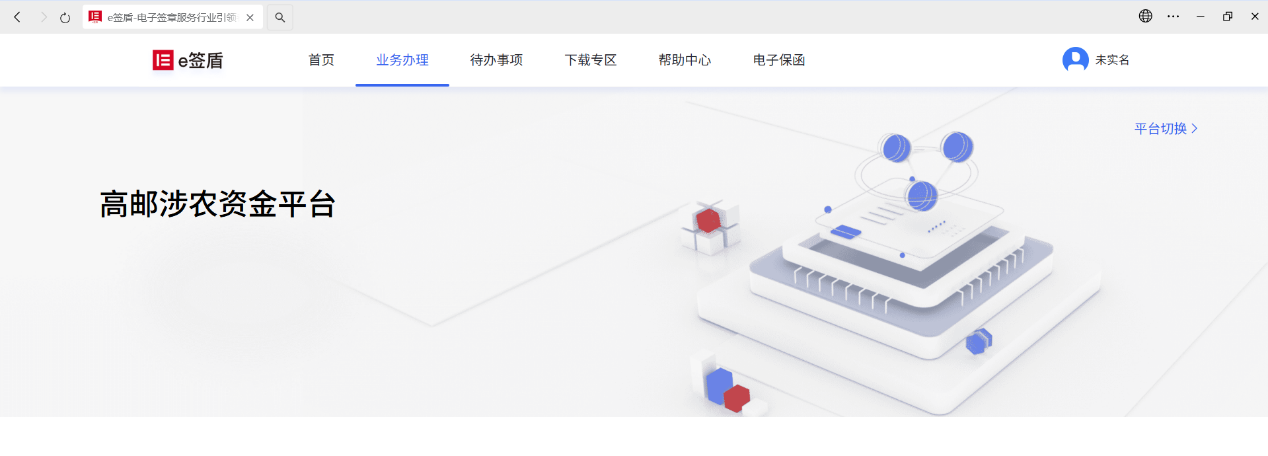 e签盾-电子签章服务行业引领
e签盾
首页
业务办理
待办事项
下载专区
帮助中心
电子保函
未实名
平台切换
高邮涉农资金平台